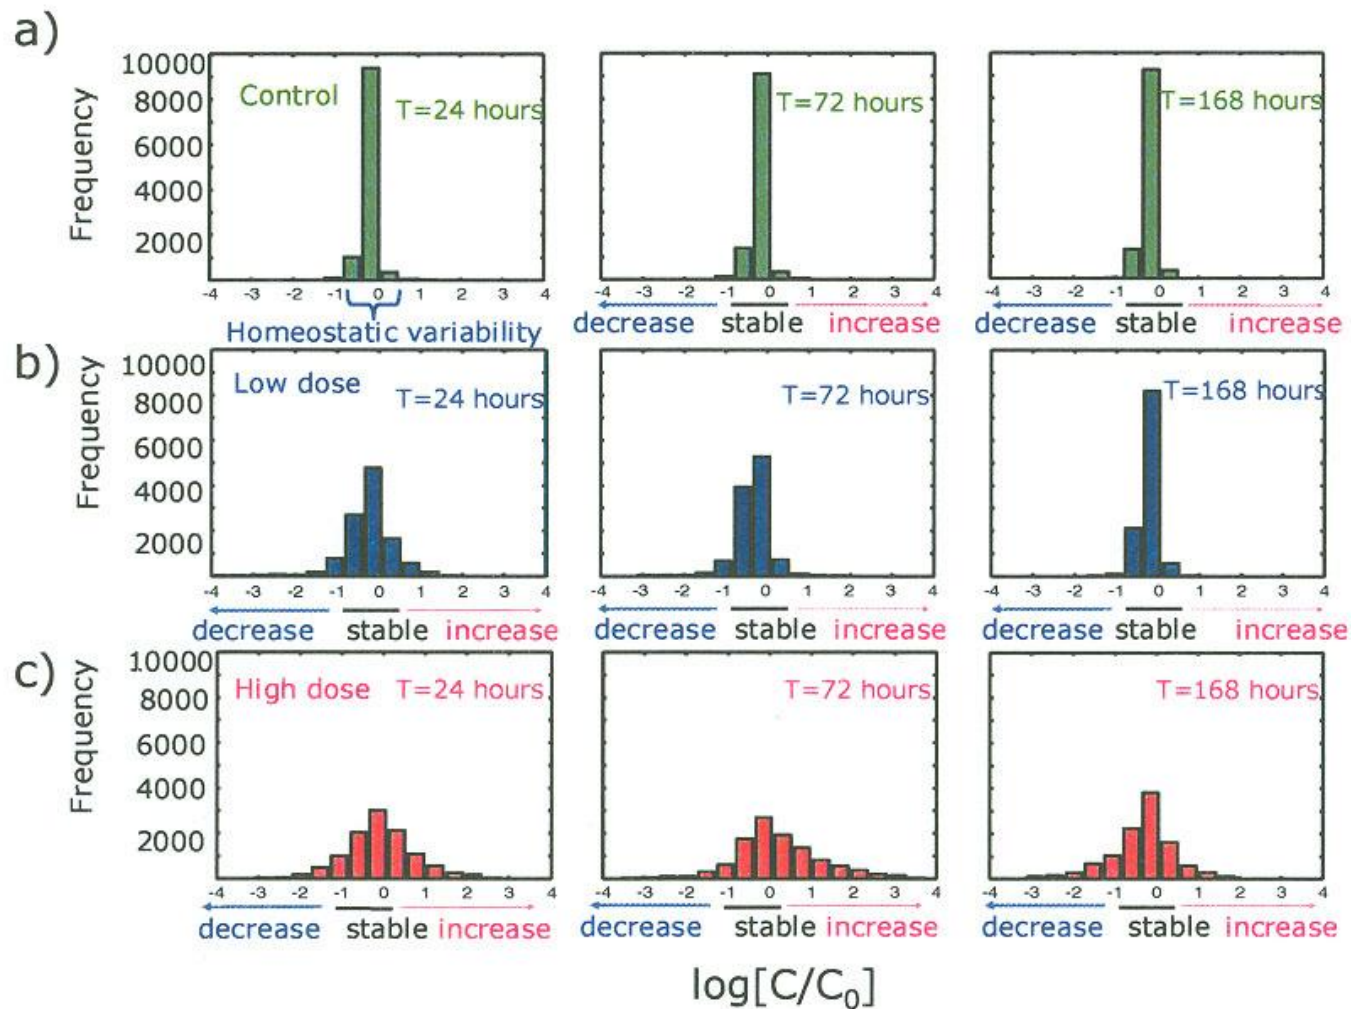 a)
Frequency
10000
8000
6000
4000
2000
Control
T=24 hours
T=72 hours
T=168 hours
-4 -3 -2 -1 0 1 2 3 4
-4 -3 -2 -1 0 1 2 3 4
-4 -3 -2 -1 0 1 2 3 4
Homeostatic variability
decrease stable increase
decrease stable increase
b)
Frequency
10000
8000
6000
4000
2000
Low dose
T=24 hours
T=72 hours
T=168 hours
-4 -3 -2 -1 0 1 2 3 4
-4 -3 -2 -1 0 1 2 3 4
-4 -3 -2 -1 0 1 2 3 4
decrease stable increase
decrease stable increase
decrease stable increase
c)
Frequency
10000
8000
6000
4000
2000
High dose
T=24 hours
T=72 hours
T=168 hours
-4 -3 -2 -1 0 1 2 3 4
-4 -3 -2 -1 0 1 2 3 4
-4 -3 -2 -1 0 1 2 3 4
decrease stable increase
decrease stable increase
decrease stable increase
log[C/C₀]